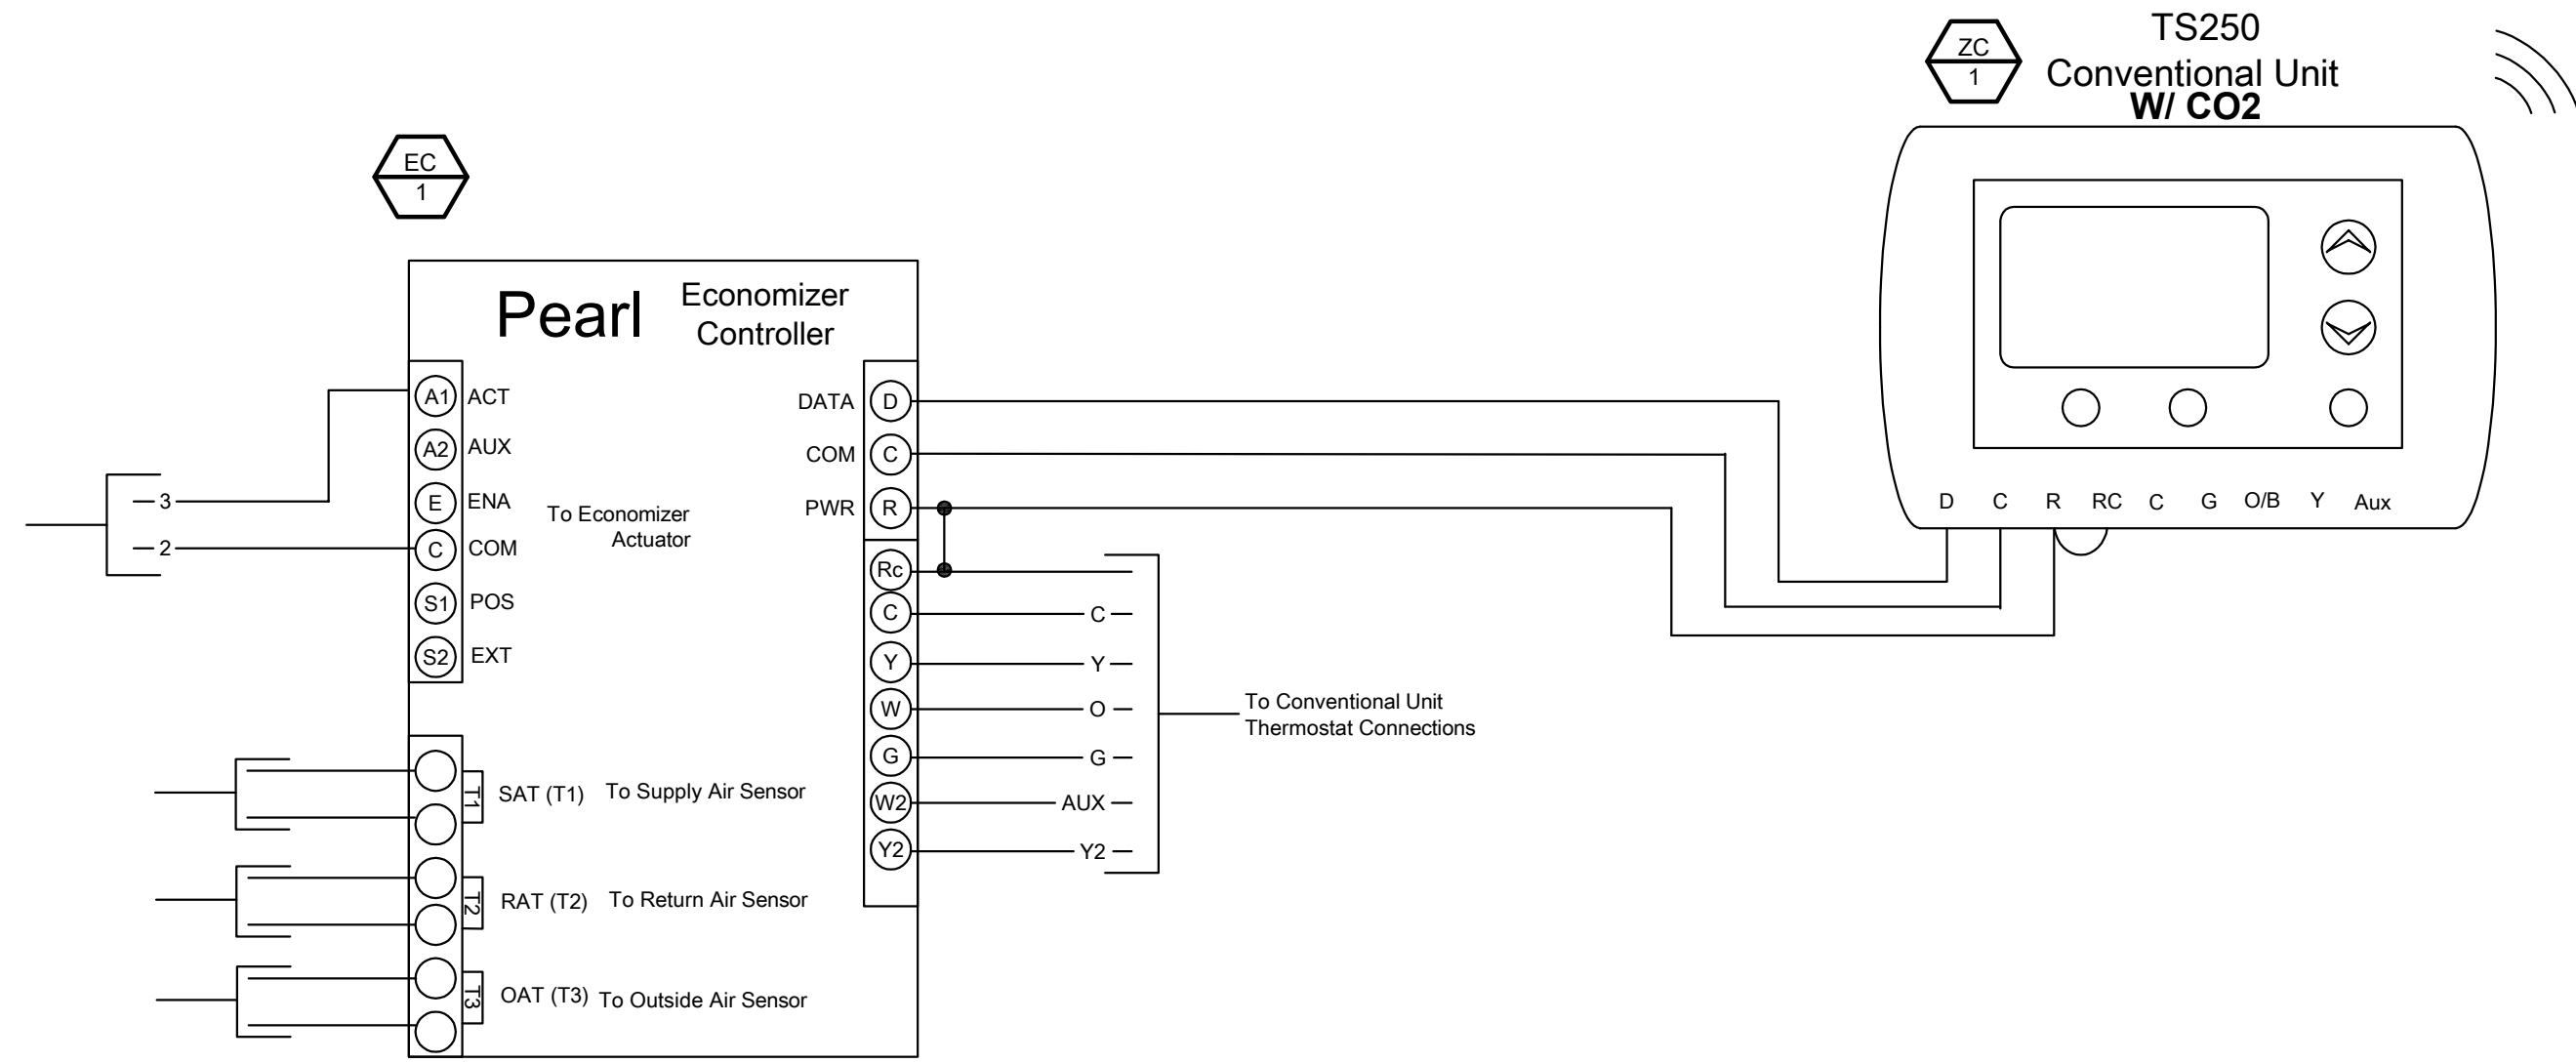 ZC
1
TS250
Conventional Unit
W/ CO2
EC
1
Pearl
Economizer
Controller
A1 ACT
A2 AUX
E ENA
C COM
S1 POS
S2 EXT
3
2
To Economizer
Actuator
DATA D
COM C
PWR R
Rc
C C
Y Y
W O
G G
W2 AUX
Y2 Y2
To Conventional Unit
Thermostat Connections
D C R RC C G O/B Y Aux
T1 SAT (T1) To Supply Air Sensor
T2 RAT (T2) To Return Air Sensor
T3 OAT (T3) To Outside Air Sensor